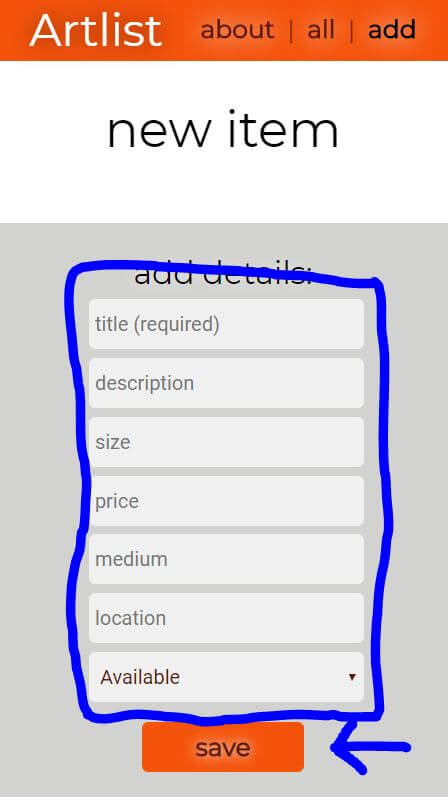 Artlist about | all | add
new item
add details:
title (required)
description
size
price
medium
location
Available
save